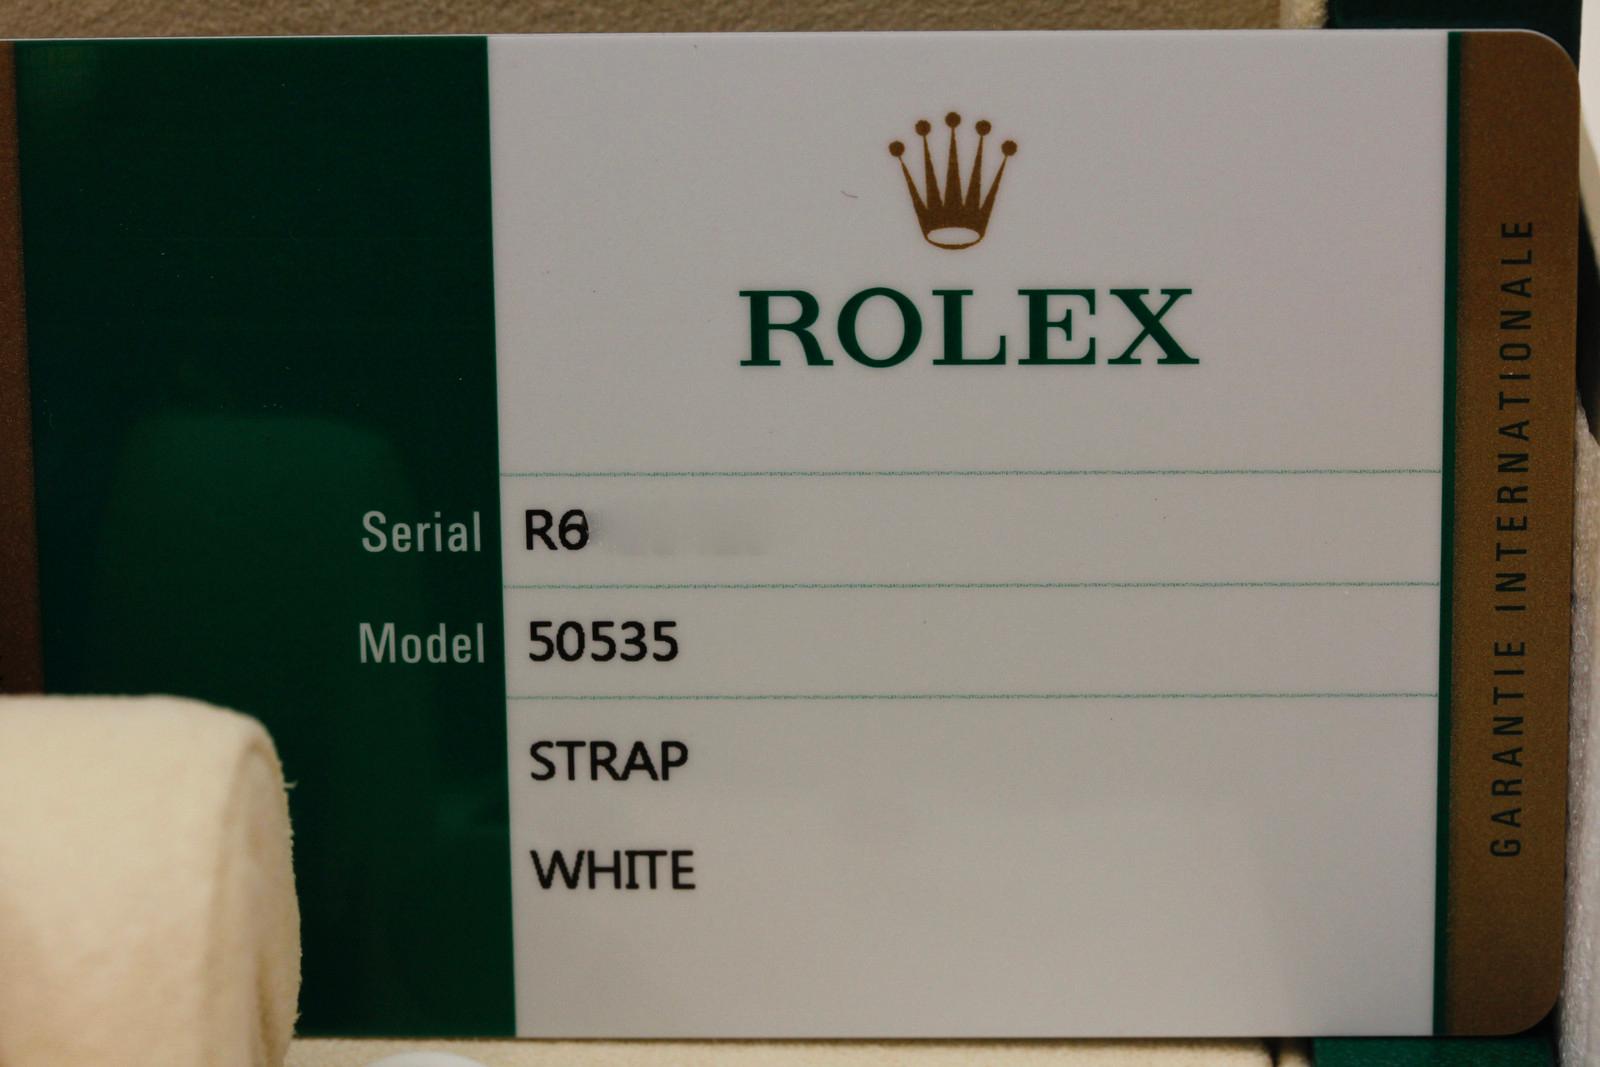 ROLEX
Serial R6
Model 50535
STRAP
WHITE
GARANTIE INTERNATIONALE